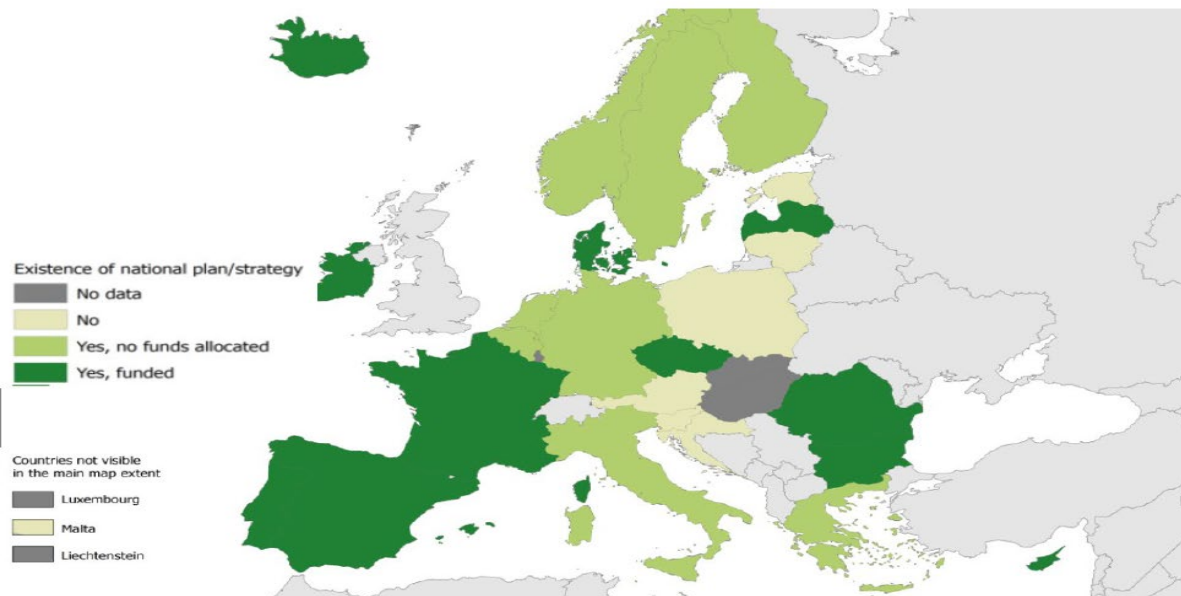 Existence of national plan/strategy
No data
No
Yes, no funds allocated
Yes, funded
Countries not visible
in the main map extent
Luxembourg
Malta
Liechtenstein